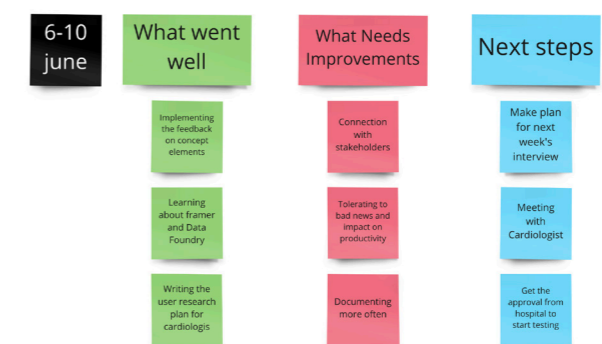 6-10
june
What went
well
What Needs
Improvements
Next steps
Implementing
the feedback
on concept
elements
Connection
with
stakeholders
Make plan
for next
week's
interview
Learning
about framer
and Data
Foundry
Tolerating to
bad news and
impact on
productivity
Meeting
with
Cardiologist
Writing the
user research
plan for
cardiologis
Documenting
more often
Get the
approval from
hospital to
start testing